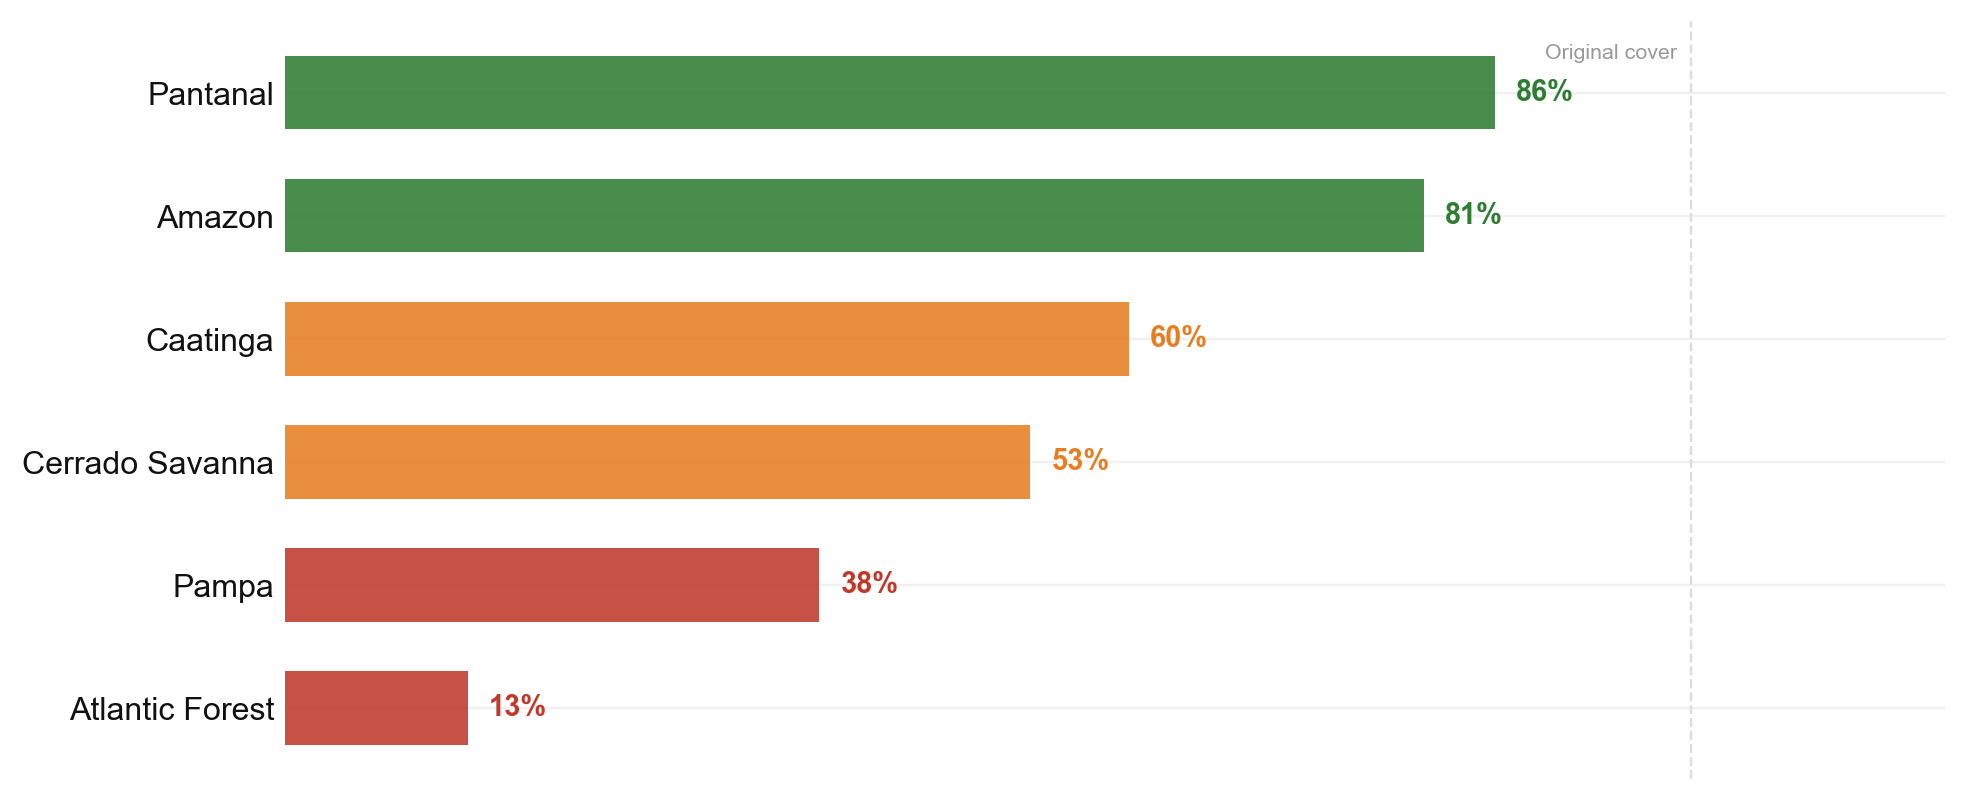 Original cover
Pantanal 86%
Amazon 81%
Caatinga 60%
Cerrado Savanna 53%
Pampa 38%
Atlantic Forest 13%